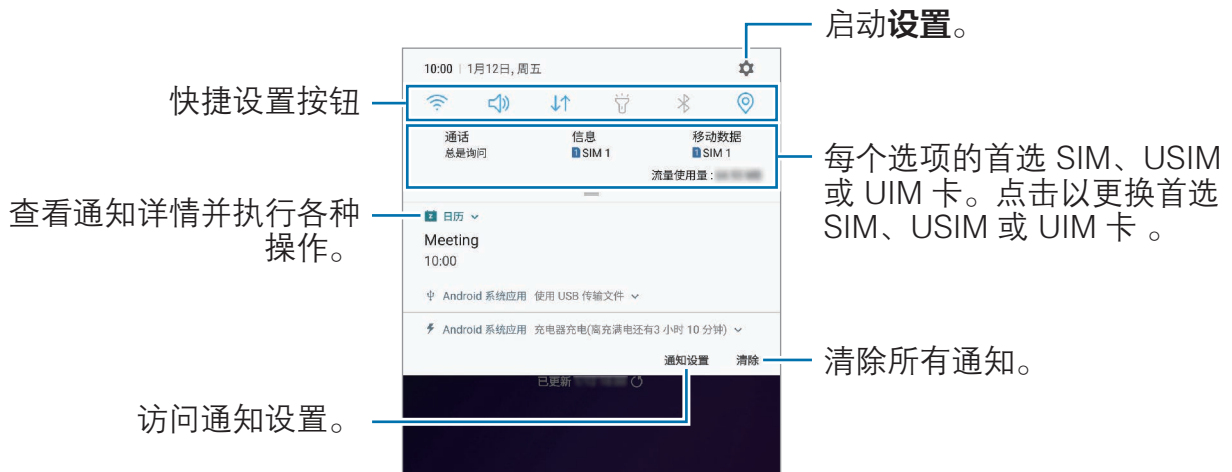 启动设置。
10:00 | 1月12日, 周五
快捷设置按钮
通话 信息 移动数据
总是询问 1 SIM 1 1 SIM 1
流量使用量 :
每个选项的首选 SIM、USIM
或 UIM 卡。点击以更换首选
SIM、USIM 或 UIM 卡 。
查看通知详情并执行各种
操作。
日历
Meeting
10:00
Android 系统应用 使用 USB 传输文件
Android 系统应用 充电器充电(离充满电还有3 小时 10 分钟)
通知设置 清除
清除所有通知。
已更新
访问通知设置。